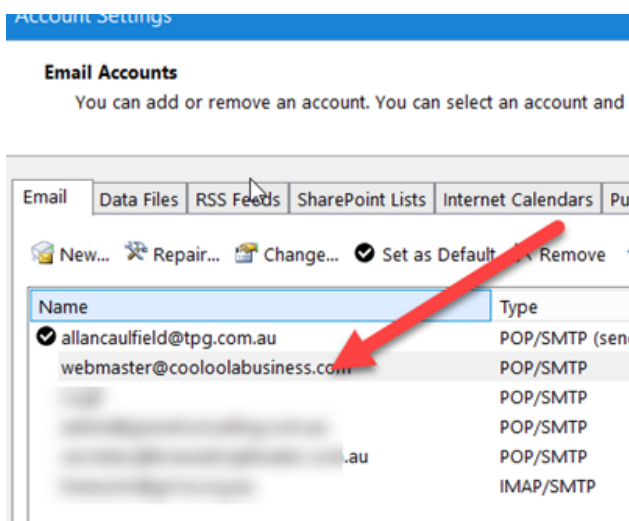 Account Settings
Email Accounts
You can add or remove an account. You can select an account and
Email Data Files RSS Feeds SharePoint Lists Internet Calendars Pu
New... Repair... Change... Set as Default Remove
Name Type
allancaulfield@tpg.com.au POP/SMTP (sen
webmaster@cooloolabusiness.com POP/SMTP
POP/SMTP
POP/SMTP
.au POP/SMTP
IMAP/SMTP